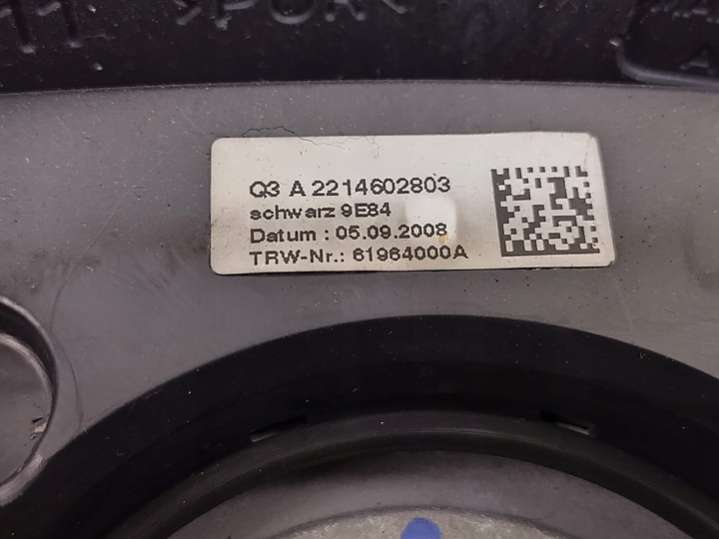 Q3 A 2214602803
schwarz 9E84
Datum : 05.09.2008
TRW-Nr.: 61964000A